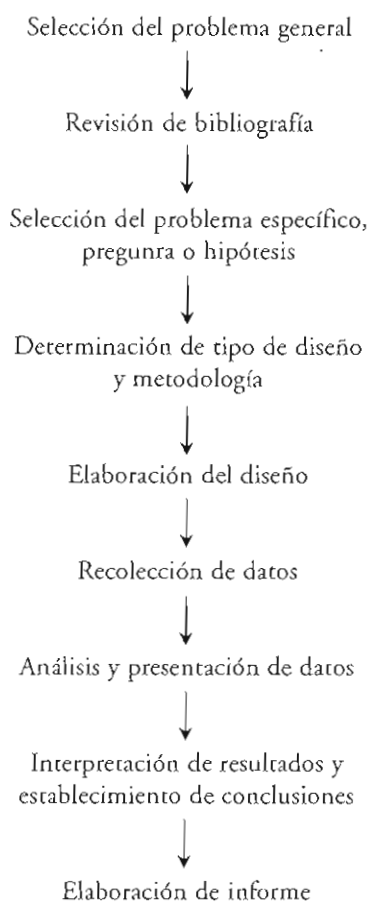 Selección del problema general
Revisión de bibliografía
Selección del problema específico,
pregunra o hipótesis
Determinación de tipo de diseño
y metodología
Elaboración del diseño
Recolección de datos
Análisis y presentación de datos
Interpretación de resultados y
establecimiento de conclusiones
Elaboración de informe